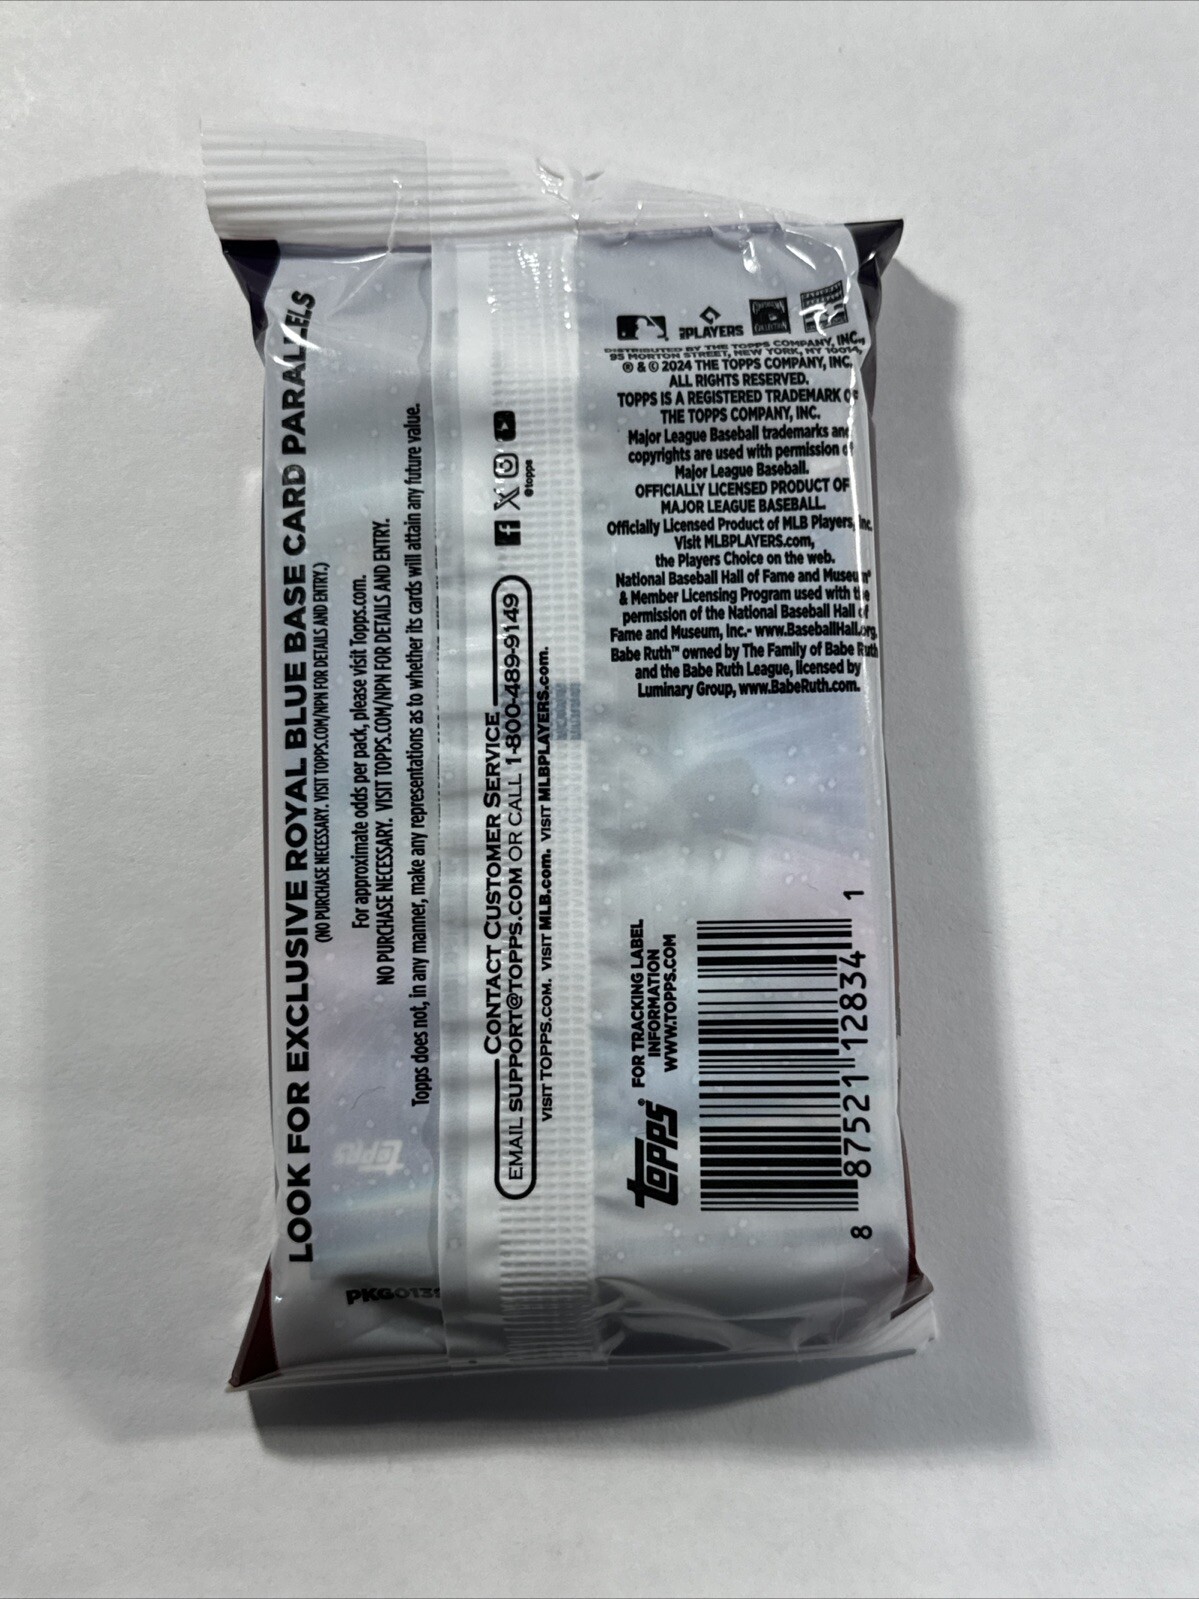 LOOK FOR EXCLUSIVE ROYAL BLUE BASE CARD PARALLELS
(NO PURCHASE NECESSARY. VISIT TOPPS.COM/NPN FOR DETAILS AND ENTRY.)
For approximate odds per pack, please visit Topps.com.
NO PURCHASE NECESSARY. VISIT TOPPS.COM/NPN FOR DETAILS AND ENTRY.
Topps does not, in any manner, make any representations as to whether its cards will attain any future value.
CONTACT CUSTOMER SERVICE
EMAIL SUPPORT@TOPPS.COM OR CALL 1-800-489-9149
VISIT TOPPS.COM. VISIT MLB.com. VISIT MLBPLAYERS.com.
@topps
PLAYERS
DISTRIBUTED BY THE TOPPS COMPANY, INC.,
95 MORTON STREET, NEW YORK, NY 10014,
® & © 2024 THE TOPPS COMPANY, INC.
ALL RIGHTS RESERVED.
TOPPS IS A REGISTERED TRADEMARK OF
THE TOPPS COMPANY, INC.
Major League Baseball trademarks and
copyrights are used with permission of
Major League Baseball.
OFFICIALLY LICENSED PRODUCT OF
MAJOR LEAGUE BASEBALL.
Officially Licensed Product of MLB Players, Inc.
Visit MLBPLAYERS.com,
the Players Choice on the web.
National Baseball Hall of Fame and Museum®
& Member Licensing Program used with the
permission of the National Baseball Hall of
Fame and Museum, Inc.- www.BaseballHall.org.
Babe Ruth™ owned by The Family of Babe Ruth
and the Babe Ruth League, licensed by
Luminary Group, www.BabeRuth.com.
topps®
FOR TRACKING LABEL
INFORMATION
WWW.TOPPS.COM
8 87521 12834 1
topps